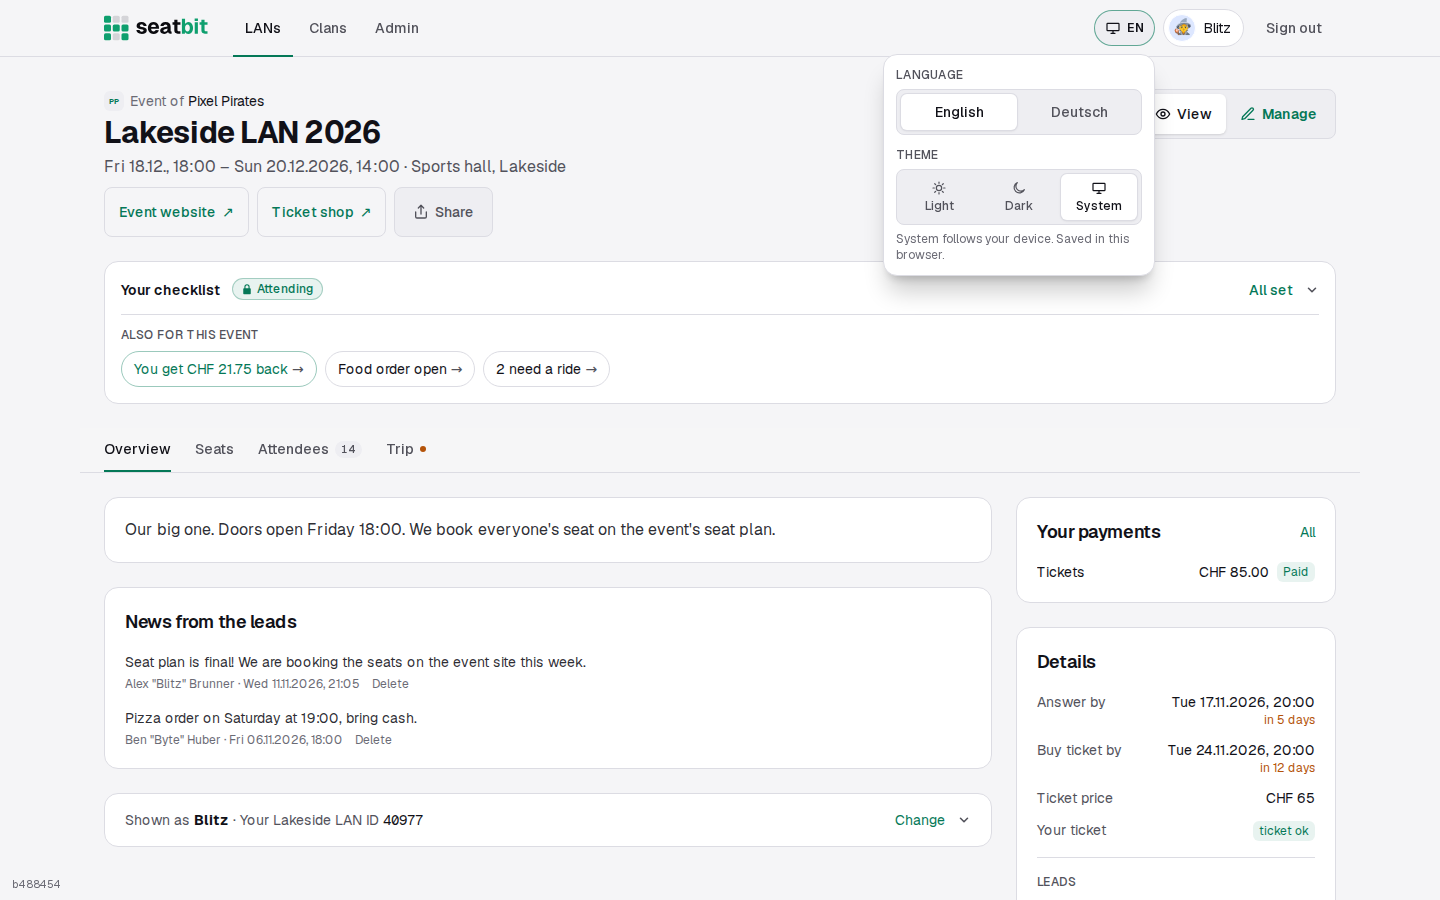 seatbit
LANs
Clans
Admin
EN
Blitz
Sign out
LANGUAGE
English
Deutsch
THEME
Light
Dark
System
System follows your device. Saved in this
browser.
PP
Event of Pixel Pirates
Lakeside LAN 2026
Fri 18.12., 18:00 – Sun 20.12.2026, 14:00 · Sports hall, Lakeside
View
Manage
Event website ↗
Ticket shop ↗
Share
Your checklist
Attending
All set
ALSO FOR THIS EVENT
You get CHF 21.75 back →
Food order open →
2 need a ride →
Overview
Seats
Attendees 14
Trip
Our big one. Doors open Friday 18:00. We book everyone's seat on the event's seat plan.
News from the leads
Seat plan is final! We are booking the seats on the event site this week.
Alex "Blitz" Brunner · Wed 11.11.2026, 21:05 Delete
Pizza order on Saturday at 19:00, bring cash.
Ben "Byte" Huber · Fri 06.11.2026, 18:00 Delete
Shown as Blitz · Your Lakeside LAN ID 40977
Change
Your payments
All
Tickets
CHF 85.00 Paid
Details
Answer by
Tue 17.11.2026, 20:00
in 5 days
Buy ticket by
Tue 24.11.2026, 20:00
in 12 days
Ticket price
CHF 65
Your ticket
ticket ok
LEADS
b488454